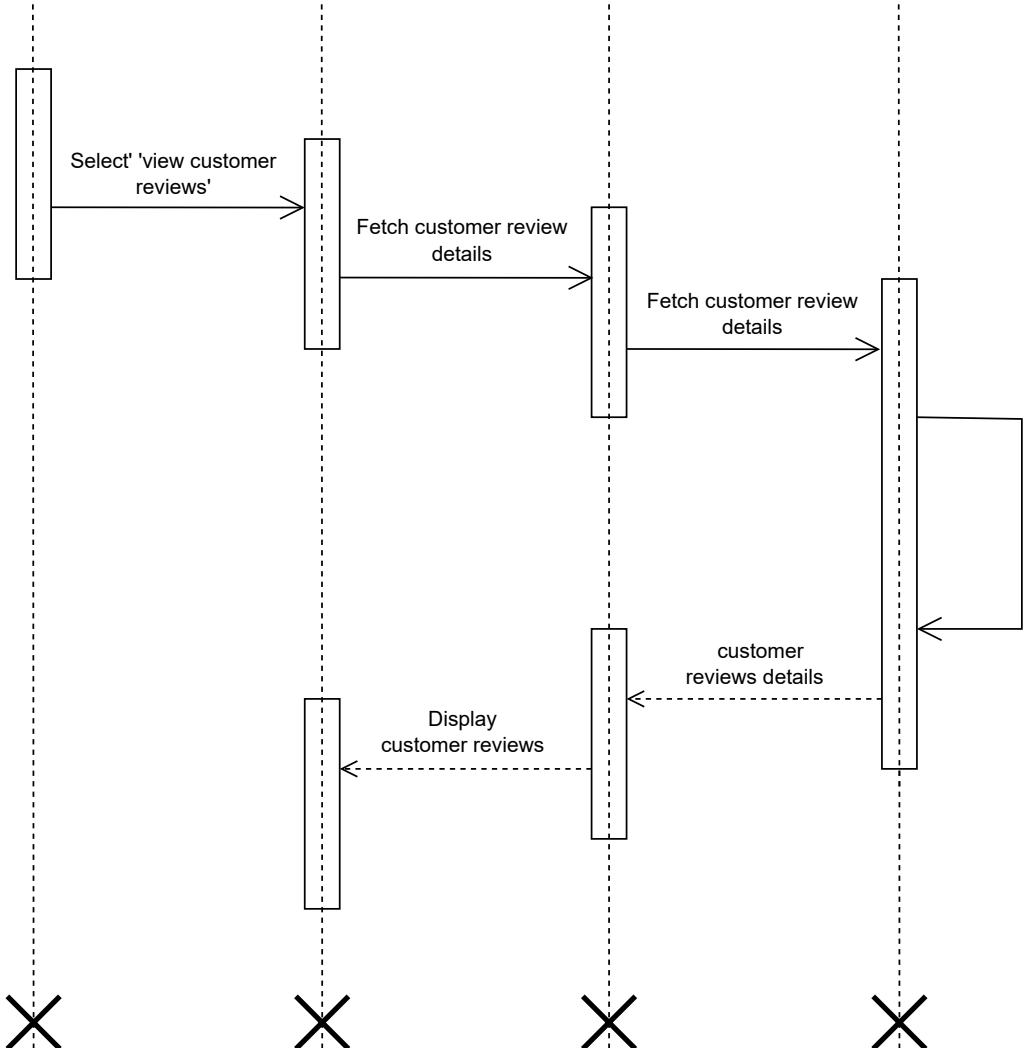 Select' 'view customer
reviews'
Fetch customer review
details
Fetch customer review
details
customer
reviews details
Display
customer reviews